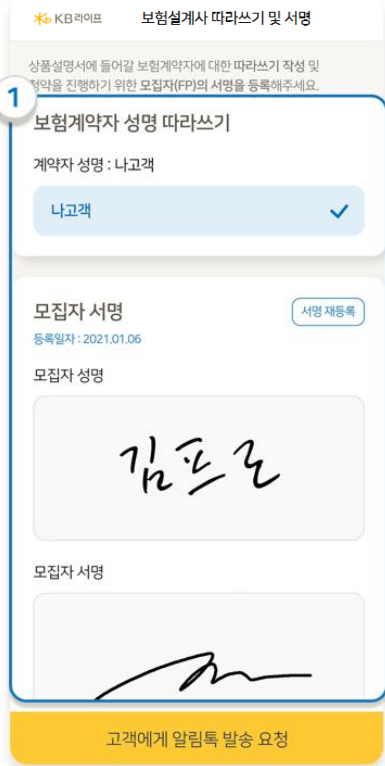 KB라이프 보험설계사 따라쓰기 및 서명
상품설명서에 들어갈 보험계약자에 대한 따라쓰기 작성 및
청약을 진행하기 위한 모집자(FP)의 서명을 등록해주세요.
1
보험계약자 성명 따라쓰기
계약자 성명 : 나고객
나고객
모집자 서명 서명 재등록
등록일자 : 2021.01.06
모집자 성명
김프로
모집자 서명
고객에게 알림톡 발송 요청